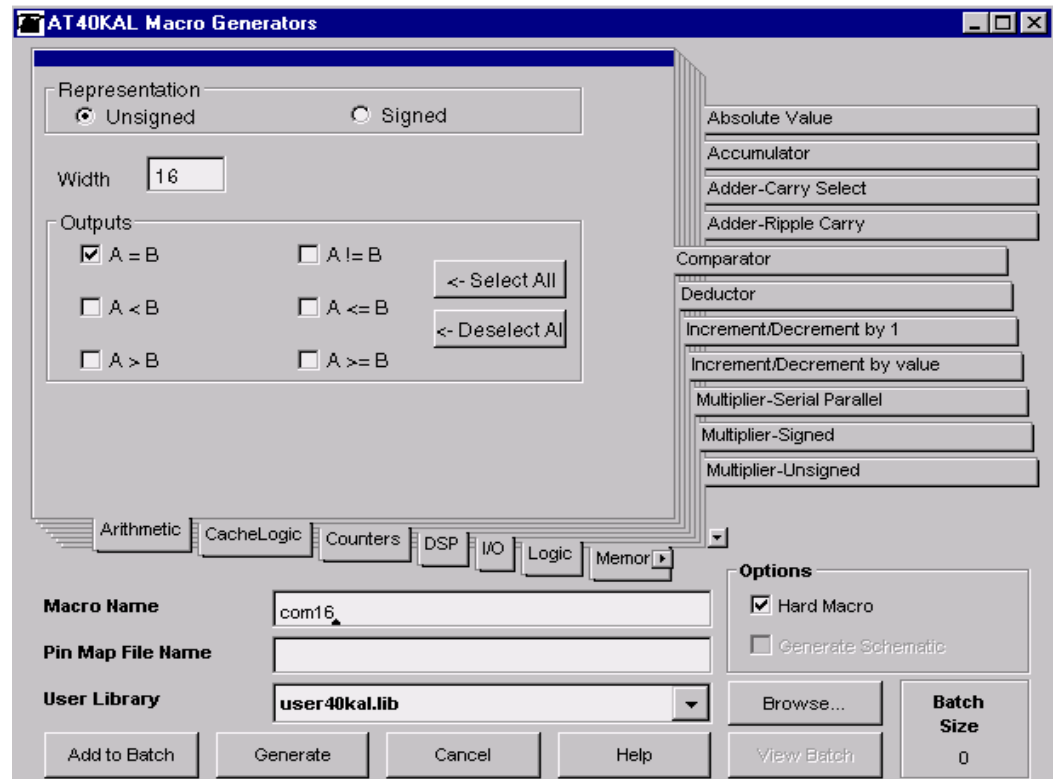 AT40KAL Macro Generators
Representation
Unsigned
Signed
Width
16
Outputs
A = B
A != B
A < B
A <= B
A > B
A >= B
<- Select All
<- Deselect Al
Absolute Value
Accumulator
Adder-Carry Select
Adder-Ripple Carry
Comparator
Deductor
Increment/Decrement by 1
Increment/Decrement by value
Multiplier-Serial Parallel
Multiplier-Signed
Multiplier-Unsigned
Arithmetic
CacheLogic
Counters
DSP
I/O
Logic
Memor
Macro Name
com16
Pin Map File Name
User Library
user40kal.lib
Options
Hard Macro
Generate Schematic
Browse...
Batch
Size
0
Add to Batch
Generate
Cancel
Help
View Batch